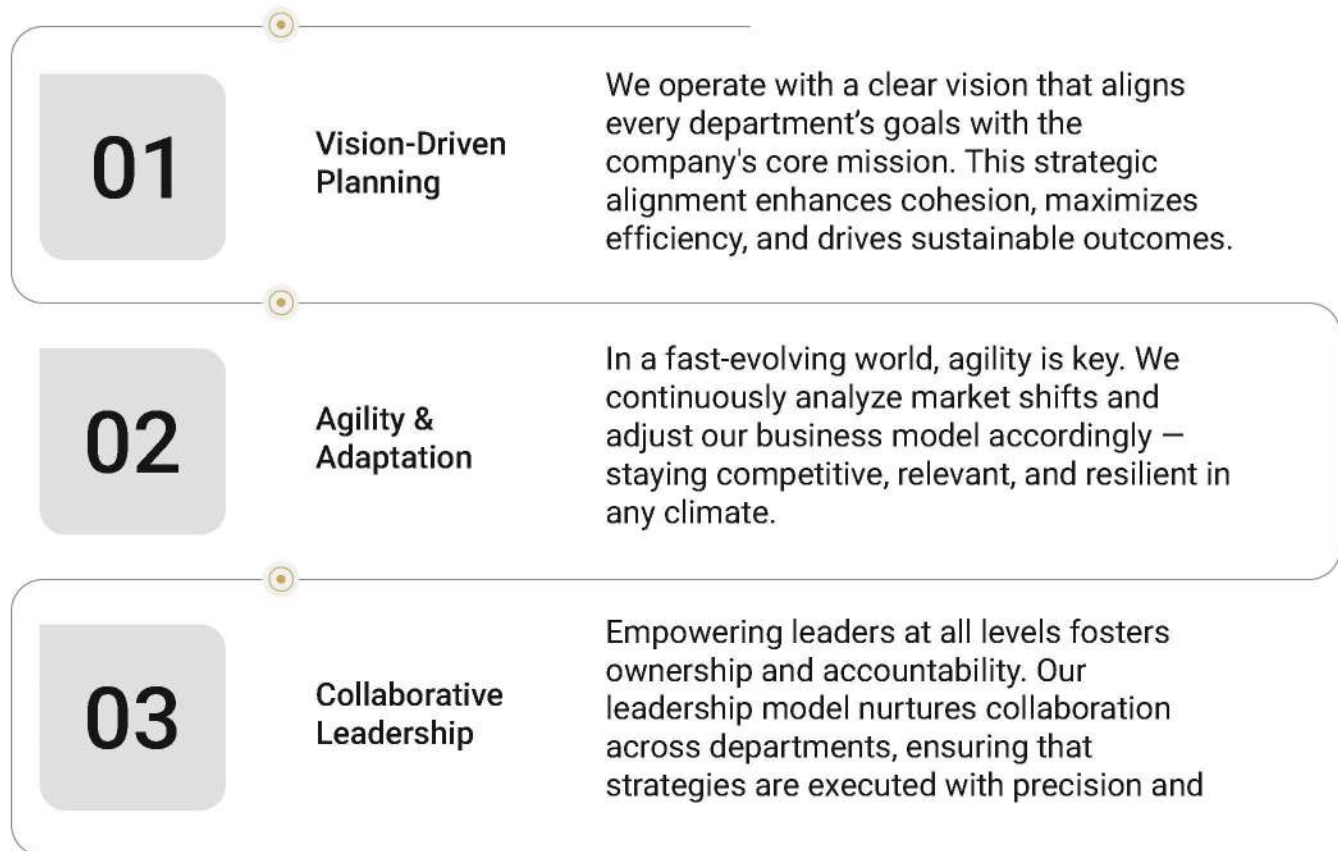 01
Vision-Driven
Planning
We operate with a clear vision that aligns
every department’s goals with the
company's core mission. This strategic
alignment enhances cohesion, maximizes
efficiency, and drives sustainable outcomes.
02
Agility &
Adaptation
In a fast-evolving world, agility is key. We
continuously analyze market shifts and
adjust our business model accordingly —
staying competitive, relevant, and resilient in
any climate.
03
Collaborative
Leadership
Empowering leaders at all levels fosters
ownership and accountability. Our
leadership model nurtures collaboration
across departments, ensuring that
strategies are executed with precision and